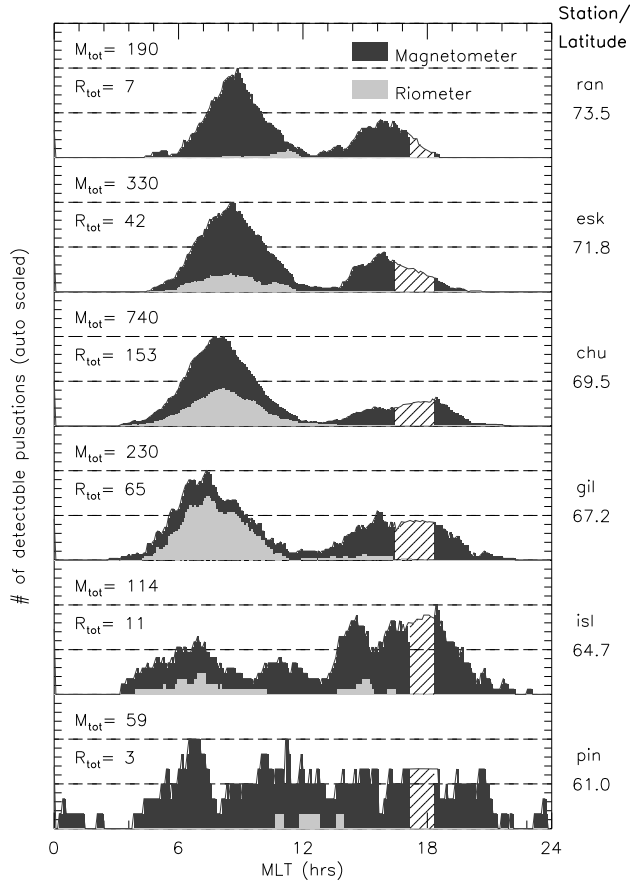 Station/
Latitude
M_tot= 190
R_tot= 7
Magnetometer
Riometer
ran
73.5
M_tot= 330
R_tot= 42
esk
71.8
M_tot= 740
R_tot= 153
chu
69.5
M_tot= 230
R_tot= 65
gil
67.2
M_tot= 114
R_tot= 11
isl
64.7
M_tot= 59
R_tot= 3
pin
61.0
# of detectable pulsations (auto scaled)
0 6 12 18 24
MLT (hrs)